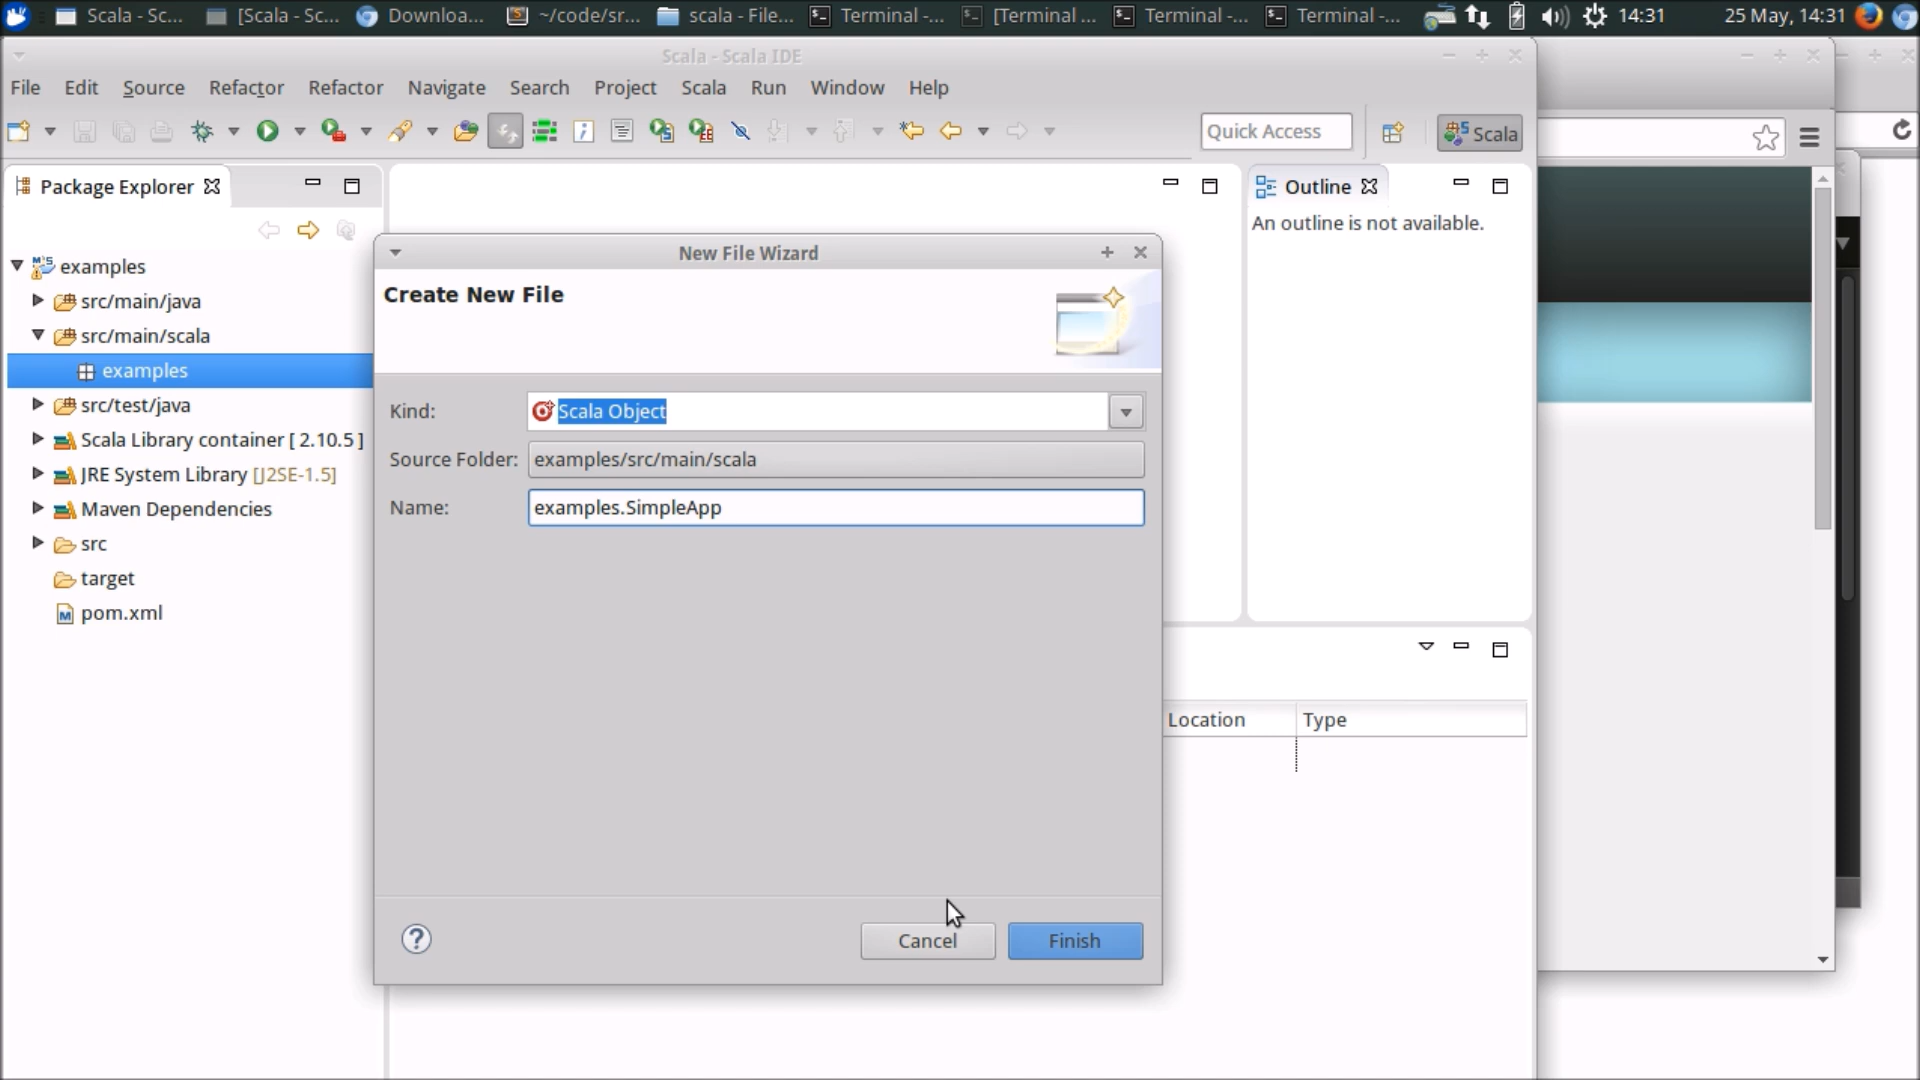 Scala - Sc... [Scala - Sc... Downloa... ~/code/sr... scala - File... Terminal -... [Terminal ... Terminal -... Terminal -... 14:31 25 May, 14:31
Scala - Scala IDE
File Edit Source Refactor Refactor Navigate Search Project Scala Run Window Help
Quick Access Scala
Package Explorer
Outline
An outline is not available.
examples
src/main/java
src/main/scala
examples
src/test/java
Scala Library container [ 2.10.5 ]
JRE System Library [J2SE-1.5]
Maven Dependencies
src
target
pom.xml
New File Wizard
Create New File
Kind: Scala Object
Source Folder: examples/src/main/scala
Name: examples.SimpleApp
Cancel Finish
Location Type